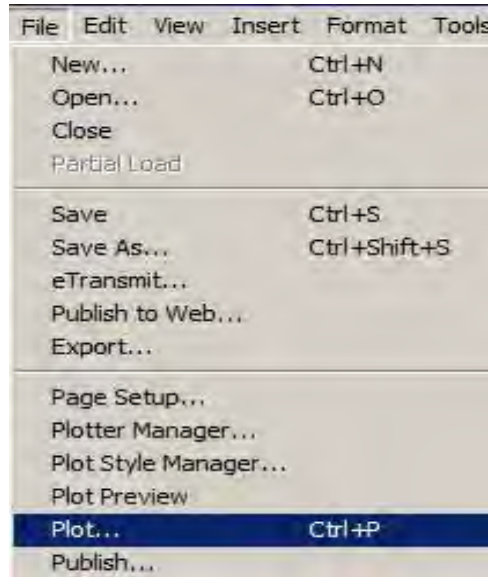 File Edit View Insert Format Tools
New... Ctrl+N
Open... Ctrl+O
Close
Partial Load
Save Ctrl+S
Save As... Ctrl+Shift+S
eTransmit...
Publish to Web...
Export...
Page Setup...
Plotter Manager...
Plot Style Manager...
Plot Preview
Plot... Ctrl+P
Publish...